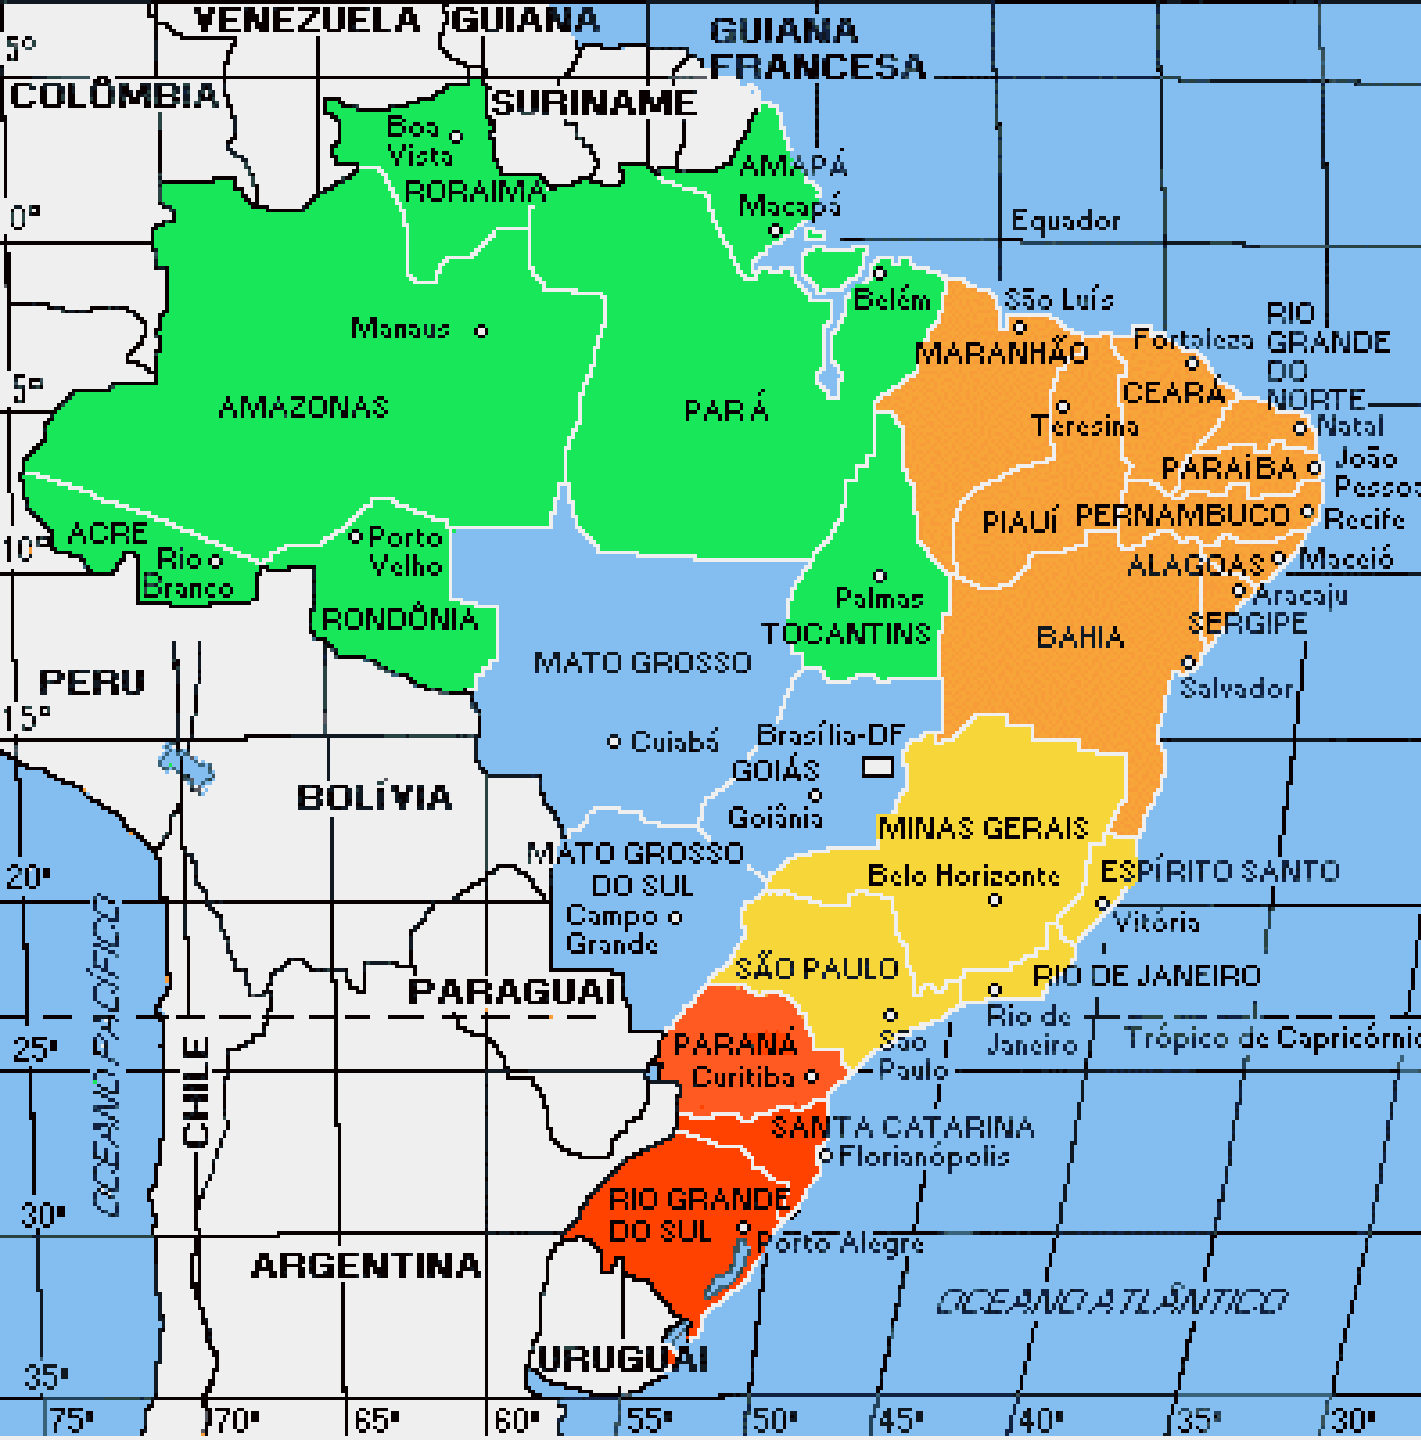 VENEZUELA
GUIANA
GUIANA
FRANCESA
5º
COLÔMBIA
SURINAME
Boa
Vista
RORAIMA
AMAPÁ
Macapá
0º
Equador
Belém
São Luís
Manaus
MARANHÃO
Fortaleza
RIO
GRANDE
DO
NORTE
5º
AMAZONAS
PARÁ
CEARÁ
Teresina
Natal
PARAÍBA
João
Pessoa
PIAUÍ
PERNAMBUCO
Recife
ACRE
Rio
Branco
Porto
Velho
10º
ALAGOAS
Maceió
Palmas
Aracaju
RONDÔNIA
TOCANTINS
BAHIA
SERGIPE
MATO GROSSO
PERU
Salvador
15º
Cuiabá
Brasília-DF
GOIÁS
Goiânia
BOLÍVIA
MINAS GERAIS
MATO GROSSO
DO SUL
Belo Horizonte
ESPÍRITO SANTO
20º
Campo
Grande
Vitória
OCEANO PACÍFICO
SÃO PAULO
RIO DE JANEIRO
PARAGUAI
Rio de
Janeiro
Trópico de Capricórnio
25º
PARANÁ
Curitiba
São
Paulo
CHILE
SANTA CATARINA
Florianópolis
RIO GRANDE
DO SUL
30º
Porto Alegre
ARGENTINA
OCEANO ATLÂNTICO
URUGUAI
35º
75º
70º
65º
60º
55º
50º
45º
40º
35º
30º